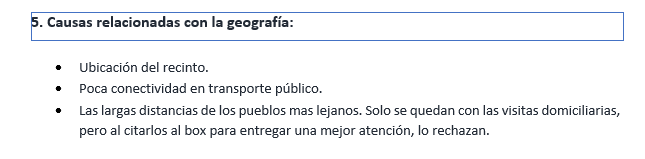 5. Causas relacionadas con la geografía:
• Ubicación del recinto.
• Poca conectividad en transporte público.
• Las largas distancias de los pueblos mas lejanos. Solo se quedan con las visitas domiciliarias,
pero al citarlos al box para entregar una mejor atención, lo rechazan.